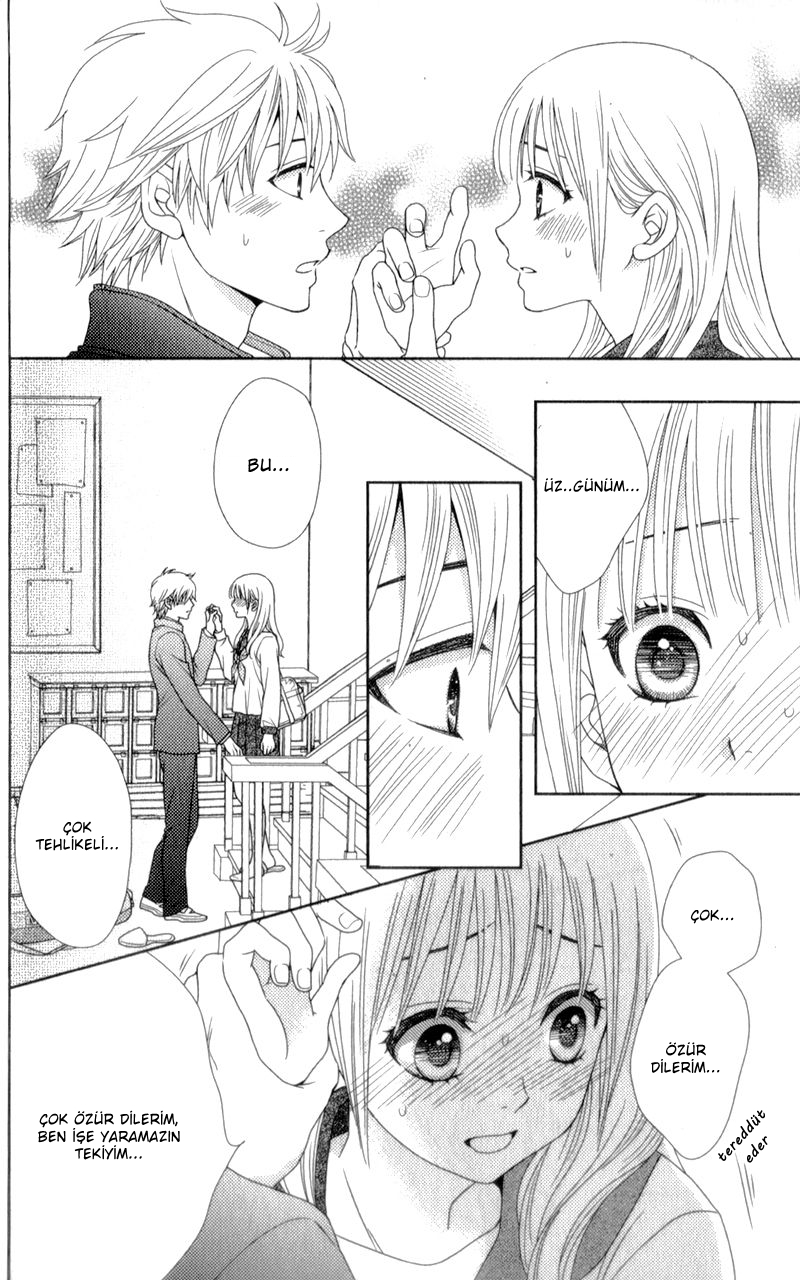 ÜZ..GÜNÜM...
BU...
ÇOK
TEHLİKELİ...
ÇOK...
ÖZÜR
DİLERİM...
tereddüt
eder
ÇOK ÖZÜR DİLERİM,
BEN İŞE YARAMAZIN
TEKİYİM...